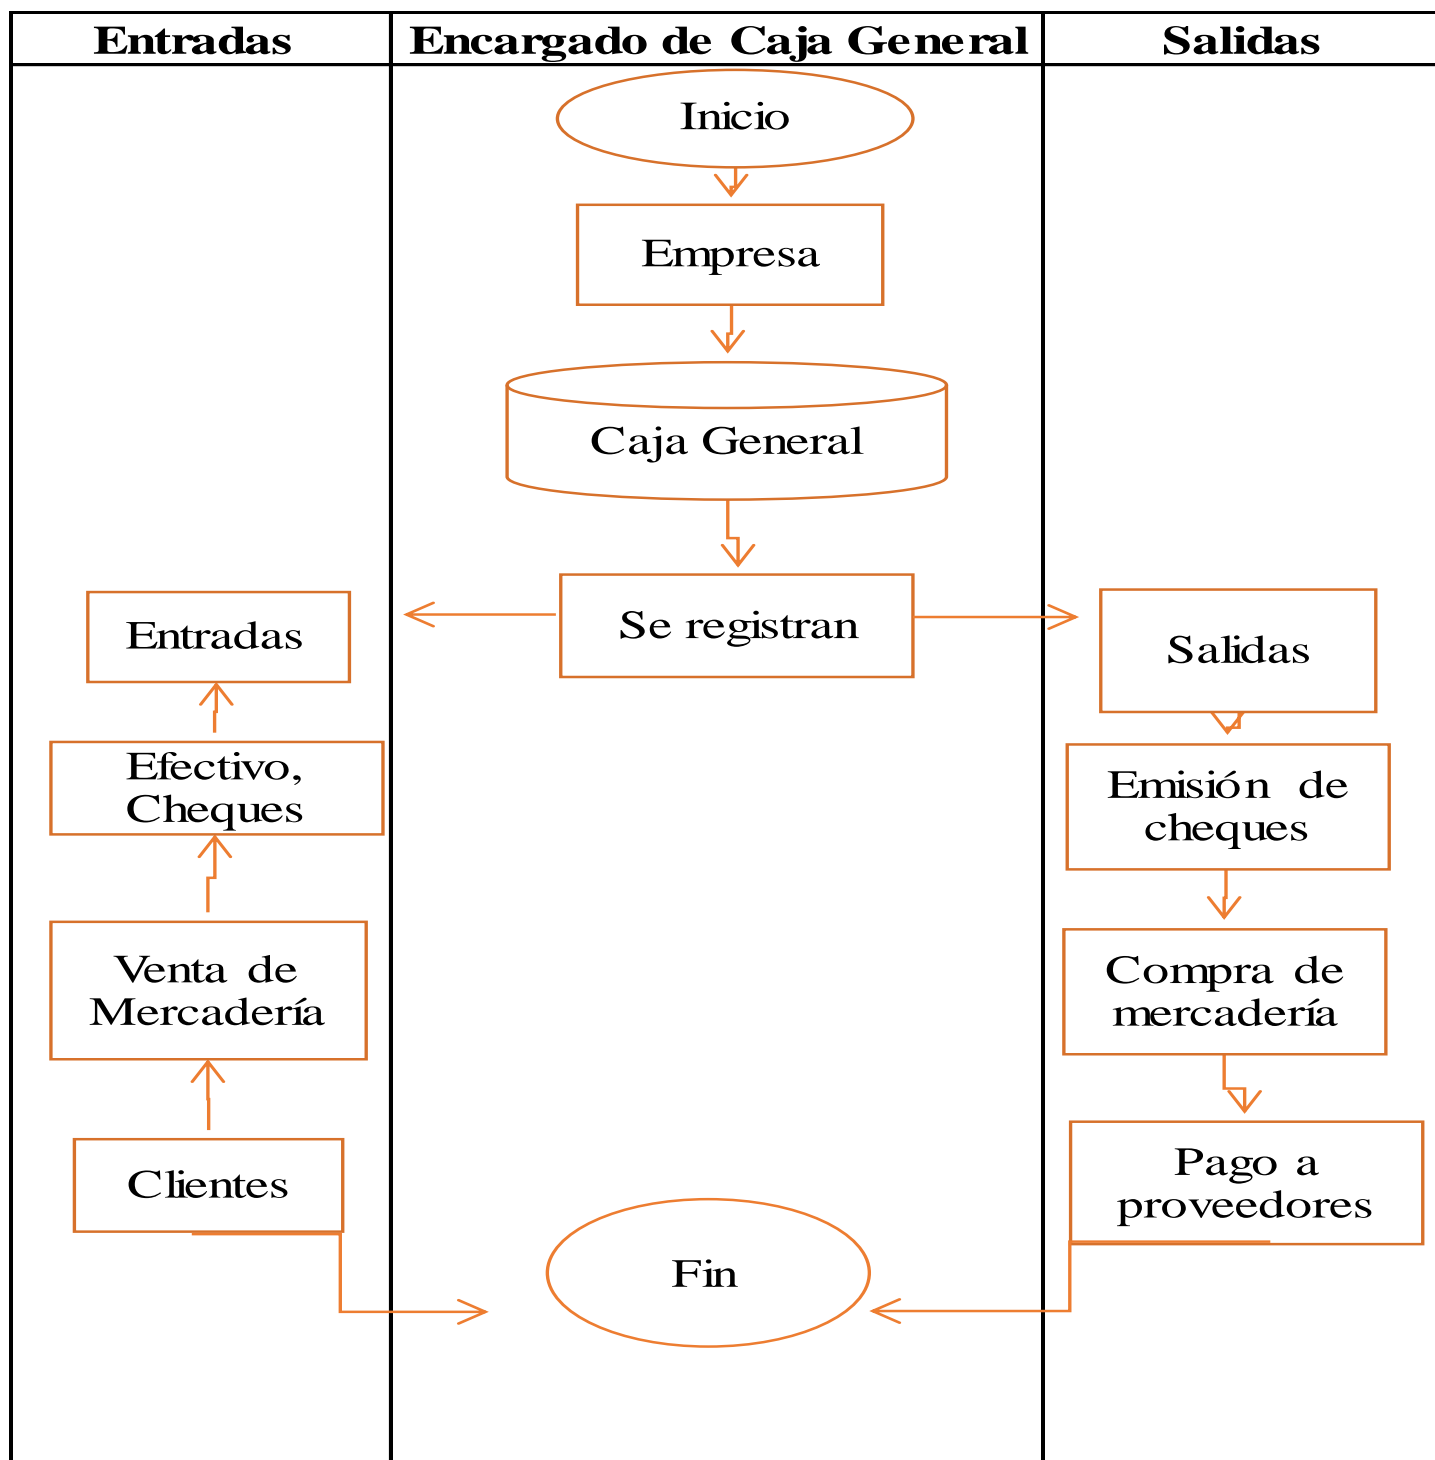 Entradas
Encargado de Caja General
Salidas
Inicio
Empresa
Caja General
Se registran
Entradas
Salidas
Efectivo,
Cheques
Emisión de
cheques
Venta de
Mercadería
Compra de
mercadería
Clientes
Pago a
proveedores
Fin